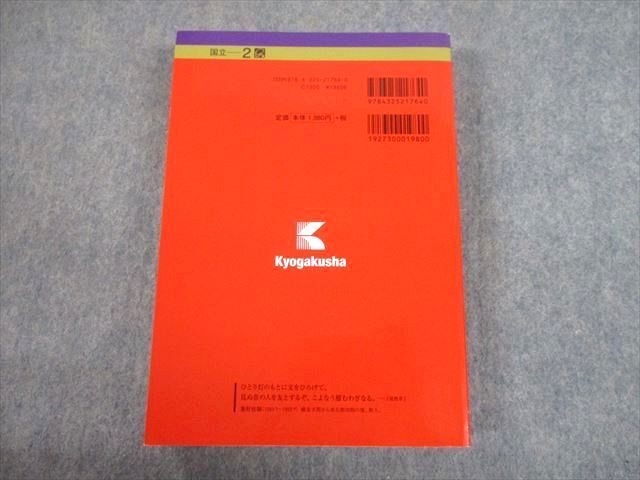 国立 2
ISBN978-4-325-21764-0
C7300 ¥1980E
9784325217640
定価 本体 1,980円 +税
1927300019800
Kyogakusha
ひとり灯のもとに文をひろげて、
見ぬ世の人を友とするぞ、こよなう慰むわざなる。